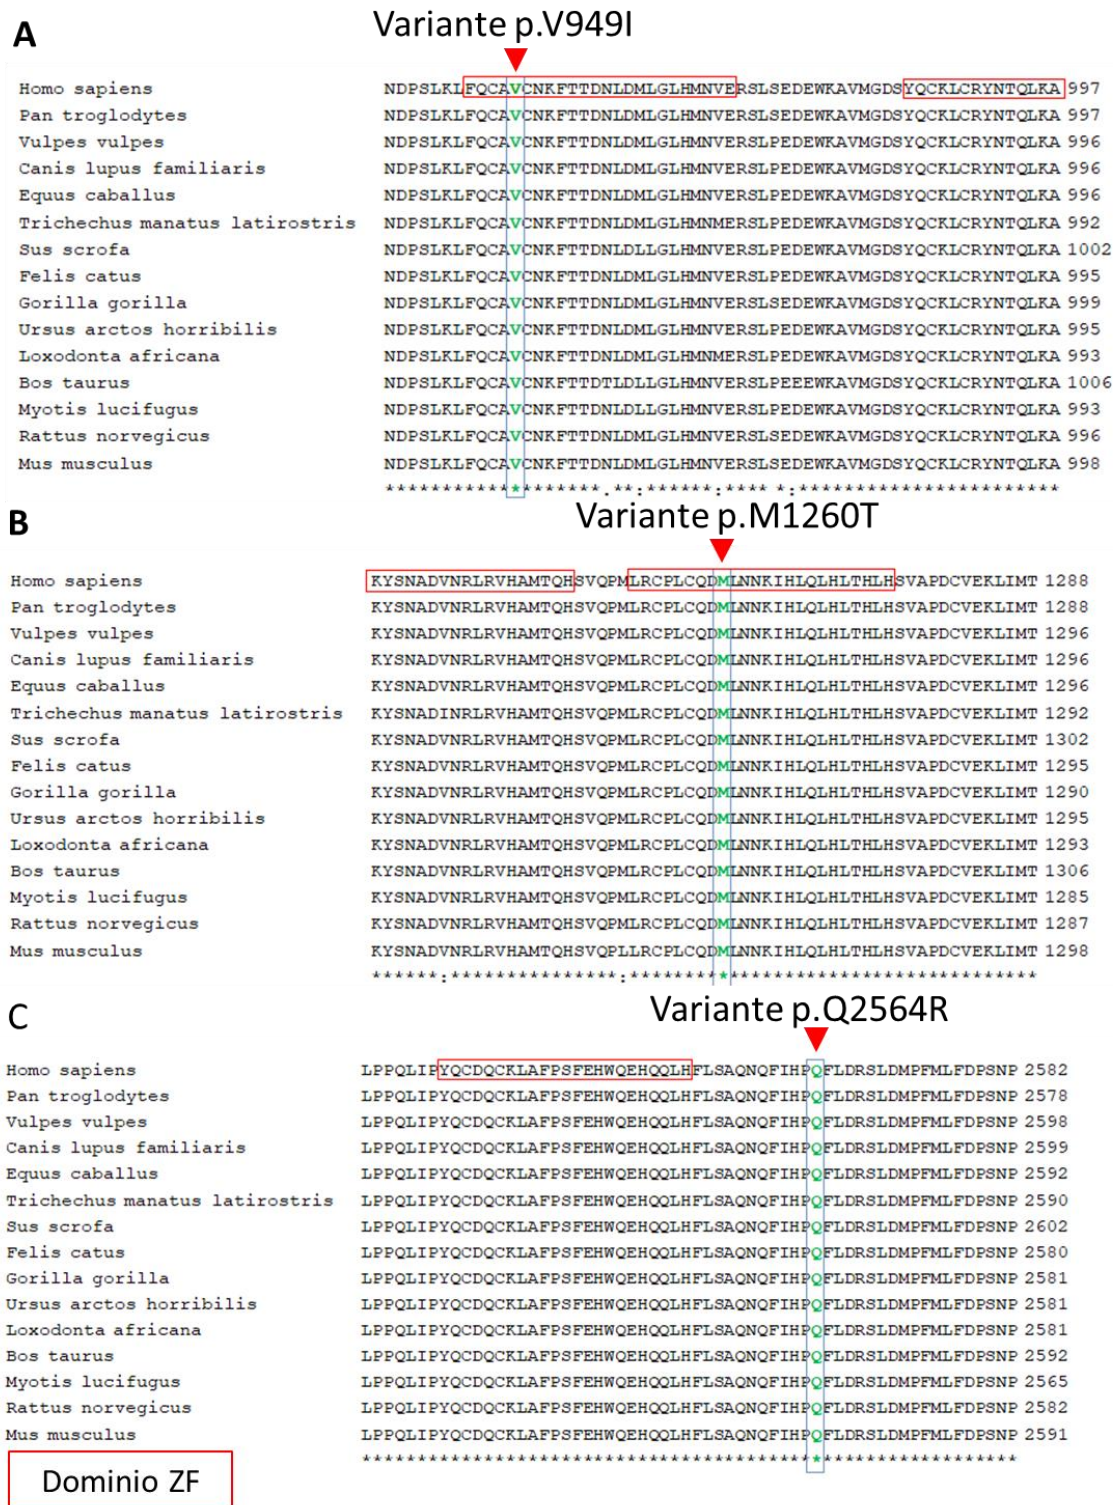 A
Variante p.V949I
Homo sapiens NDPSLKLFQCAVCNKFTTDNLDMLGLHMNVERSLSEDEWKAVMGDSYQCKLCRYNTQLKA 997
Pan troglodytes NDPSLKLFQCAVCNKFTTDNLDMLGLHMNVERSLSEDEWKAVMGDSYQCKLCRYNTQLKA 997
Vulpes vulpes NDPSLKLFQCAVCNKFTTDNLDMLGLHMNVERSLPEDEWKAVMGDSYQCKLCRYNTQLKA 996
Canis lupus familiaris NDPSLKLFQCAVCNKFTTDNLDMLGLHMNVERSLPEDEWKAVMGDSYQCKLCRYNTQLKA 996
Equus caballus NDPSLKLFQCAVCNKFTTDNLDMLGLHMNVERSLPEDEWKAVMGDSYQCKLCRYNTQLKA 996
Trichechus manatus latirostris NDPSLKLFQCAVCNKFTTDNLDMLGLHMNMERSLPEDEWKAVMGDSYQCKLCRYNTQLKA 992
Sus scrofa NDPSLKLFQCAVCNKFTTDNLDLLGLHMNVERSLPEDEWKAVMGDSYQCKLCRYNTQLKA 1002
Felis catus NDPSLKLFQCAVCNKFTTDNLDMLGLHMNVERSLPEDEWKAVMGDSYQCKLCRYNTQLKA 995
Gorilla gorilla NDPSLKLFQCAVCNKFTTDNLDMLGLHMNVERSLSEDEWKAVMGDSYQCKLCRYNTQLKA 999
Ursus arctos horribilis NDPSLKLFQCAVCNKFTTDNLDMLGLHMNVERSLPEDEWKAVMGDSYQCKLCRYNTQLKA 995
Loxodonta africana NDPSLKLFQCAVCNKFTTDNLDMLGLHMNMERSLPEDEWKAVMGDSYQCKLCRYNTQLKA 993
Bos taurus NDPSLKLFQCAVCNKFTTDTLDLLGLHMNVERSLPEEEWKAVMGDSYQCKLCRYNTQLKA 1006
Myotis lucifugus NDPSLKLFQCAVCNKFTTDNLDLLGLHMNVERSLPEDEWKAVMGDSYQCKLCRYNTQLKA 993
Rattus norvegicus NDPSLKLFQCAVCNKFTTDNLDMLGLHMNVERSLSEDEWKAVMGDSYQCKLCRYNTQLKA 996
Mus musculus NDPSLKLFQCAVCNKFTTDNLDMLGLHMNVERSLSEDEWKAVMGDSYQCKLCRYNTQLKA 998
*******************.**:******:**** *:***********************
B
Variante p.M1260T
Homo sapiens KYSNADVNRLRVHAMTQHSVQPMLRCPLCQDMLNNKIHLQLHLTHLHSVAPDCVEKLIMT 1288
Pan troglodytes KYSNADVNRLRVHAMTQHSVQPMLRCPLCQDMLNNKIHLQLHLTHLHSVAPDCVEKLIMT 1288
Vulpes vulpes KYSNADVNRLRVHAMTQHSVQPMLRCPLCQDMLNNKIHLQLHLTHLHSVAPDCVEKLIMT 1296
Canis lupus familiaris KYSNADVNRLRVHAMTQHSVQPMLRCPLCQDMLNNKIHLQLHLTHLHSVAPDCVEKLIMT 1296
Equus caballus KYSNADVNRLRVHAMTQHSVQPMLRCPLCQDMLNNKIHLQLHLTHLHSVAPDCVEKLIMT 1296
Trichechus manatus latirostris KYSNADINRLRVHAMTQHSVQPMLRCPLCQDMLNNKIHLQLHLTHLHSVAPDCVEKLIMT 1292
Sus scrofa KYSNADVNRLRVHAMTQHSVQPMLRCPLCQDMLNNKIHLQLHLTHLHSVAPDCVEKLIMT 1302
Felis catus KYSNADVNRLRVHAMTQHSVQPMLRCPLCQDMLNNKIHLQLHLTHLHSVAPDCVEKLIMT 1295
Gorilla gorilla KYSNADVNRLRVHAMTQHSVQPMLRCPLCQDMLNNKIHLQLHLTHLHSVAPDCVEKLIMT 1290
Ursus arctos horribilis KYSNADVNRLRVHAMTQHSVQPMLRCPLCQDMLNNKIHLQLHLTHLHSVAPDCVEKLIMT 1295
Loxodonta africana KYSNADVNRLRVHAMTQHSVQPMLRCPLCQDMLNNKIHLQLHLTHLHSVAPDCVEKLIMT 1293
Bos taurus KYSNADVNRLRVHAMTQHSVQPMLRCPLCQDMLNNKIHLQLHLTHLHSVAPDCVEKLIMT 1306
Myotis lucifugus KYSNADVNRLRVHAMTQHSVQPMLRCPLCQDMLNNKIHLQLHLTHLHSVAPDCVEKLIMT 1285
Rattus norvegicus KYSNADVNRLRVHAMTQHSVQPMLRCPLCQDMLNNKIHLQLHLTHLHSVAPDCVEKLIMT 1287
Mus musculus KYSNADVNRLRVHAMTQHSVQPLLRCPLCQDMLNNKIHLQLHLTHLHSVAPDCVEKLIMT 1298
******:***************:*************************************
C
Variante p.Q2564R
Homo sapiens LPPQLIPYQCDQCKLAFPSFEHWQEHQQLHFLSAQNQFIHPQFLDRSLDMPFMLFDPSNP 2582
Pan troglodytes LPPQLIPYQCDQCKLAFPSFEHWQEHQQLHFLSAQNQFIHPQFLDRSLDMPFMLFDPSNP 2578
Vulpes vulpes LPPQLIPYQCDQCKLAFPSFEHWQEHQQLHFLSAQNQFIHPQFLDRSLDMPFMLFDPSNP 2598
Canis lupus familiaris LPPQLIPYQCDQCKLAFPSFEHWQEHQQLHFLSAQNQFIHPQFLDRSLDMPFMLFDPSNP 2599
Equus caballus LPPQLIPYQCDQCKLAFPSFEHWQEHQQLHFLSAQNQFIHPQFLDRSLDMPFMLFDPSNP 2592
Trichechus manatus latirostris LPPQLIPYQCDQCKLAFPSFEHWQEHQQLHFLSAQNQFIHPQFLDRSLDMPFMLFDPSNP 2590
Sus scrofa LPPQLIPYQCDQCKLAFPSFEHWQEHQQLHFLSAQNQFIHPQFLDRSLDMPFMLFDPSNP 2602
Felis catus LPPQLIPYQCDQCKLAFPSFEHWQEHQQLHFLSAQNQFIHPQFLDRSLDMPFMLFDPSNP 2580
Gorilla gorilla LPPQLIPYQCDQCKLAFPSFEHWQEHQQLHFLSAQNQFIHPQFLDRSLDMPFMLFDPSNP 2581
Ursus arctos horribilis LPPQLIPYQCDQCKLAFPSFEHWQEHQQLHFLSAQNQFIHPQFLDRSLDMPFMLFDPSNP 2581
Loxodonta africana LPPQLIPYQCDQCKLAFPSFEHWQEHQQLHFLSAQNQFIHPQFLDRSLDMPFMLFDPSNP 2581
Bos taurus LPPQLIPYQCDQCKLAFPSFEHWQEHQQLHFLSAQNQFIHPQFLDRSLDMPFMLFDPSNP 2592
Myotis lucifugus LPPQLIPYQCDQCKLAFPSFEHWQEHQQLHFLSAQNQFIHPQFLDRSLDMPFMLFDPSNP 2565
Rattus norvegicus LPPQLIPYQCDQCKLAFPSFEHWQEHQQLHFLSAQNQFIHPQFLDRSLDMPFMLFDPSNP 2582
Mus musculus LPPQLIPYQCDQCKLAFPSFEHWQEHQQLHFLSAQNQFIHPQFLDRSLDMPFMLFDPSNP 2591
************************************************************
Dominio ZF